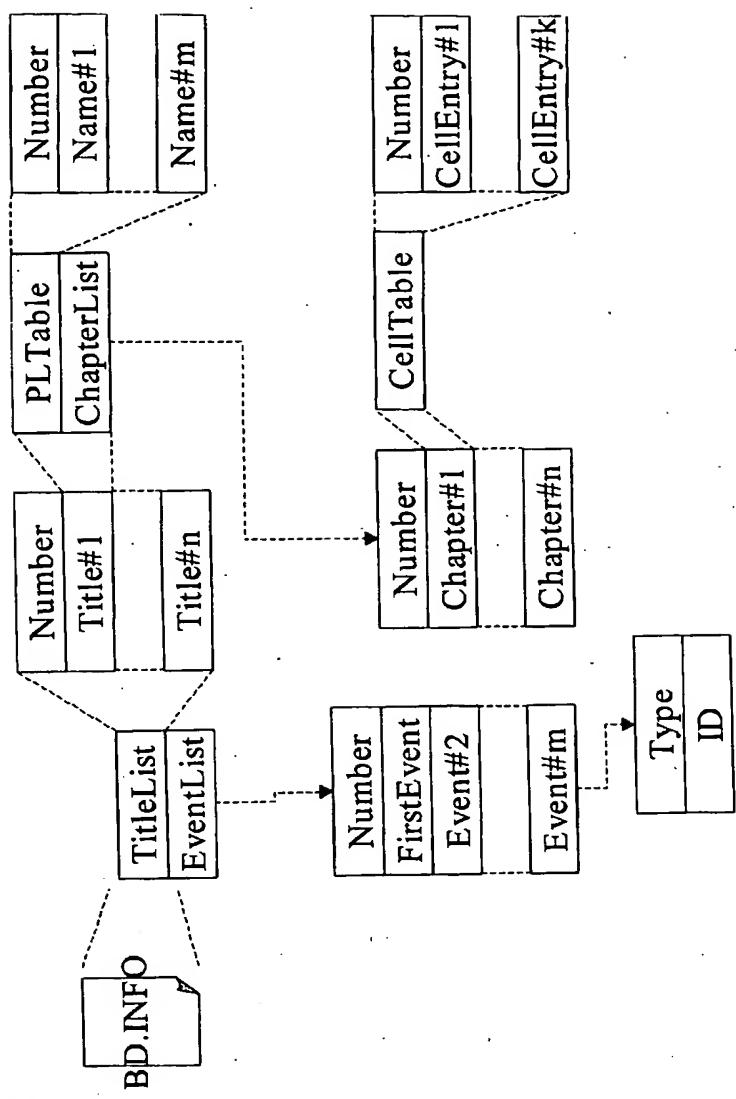 BD.INFO
TitleList
EventList
Number
Title#1
Title#n
PLTable
ChapterList
Number
Name#1
Name#m
Number
FirstEvent
Event#2
Event#m
Type
ID
Number
Chapter#1
Chapter#n
CellTable
Number
CellEntry#1
CellEntry#k